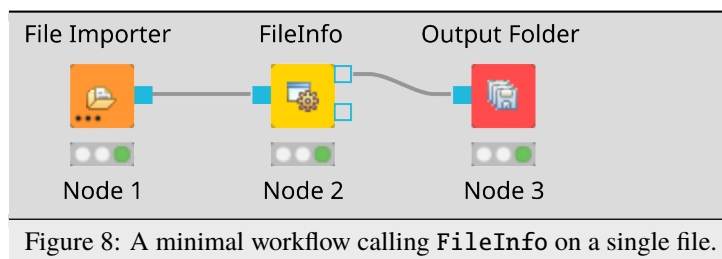 File Importer FileInfo Output Folder
Node 1 Node 2 Node 3
Figure 8: A minimal workflow calling FileInfo on a single file.